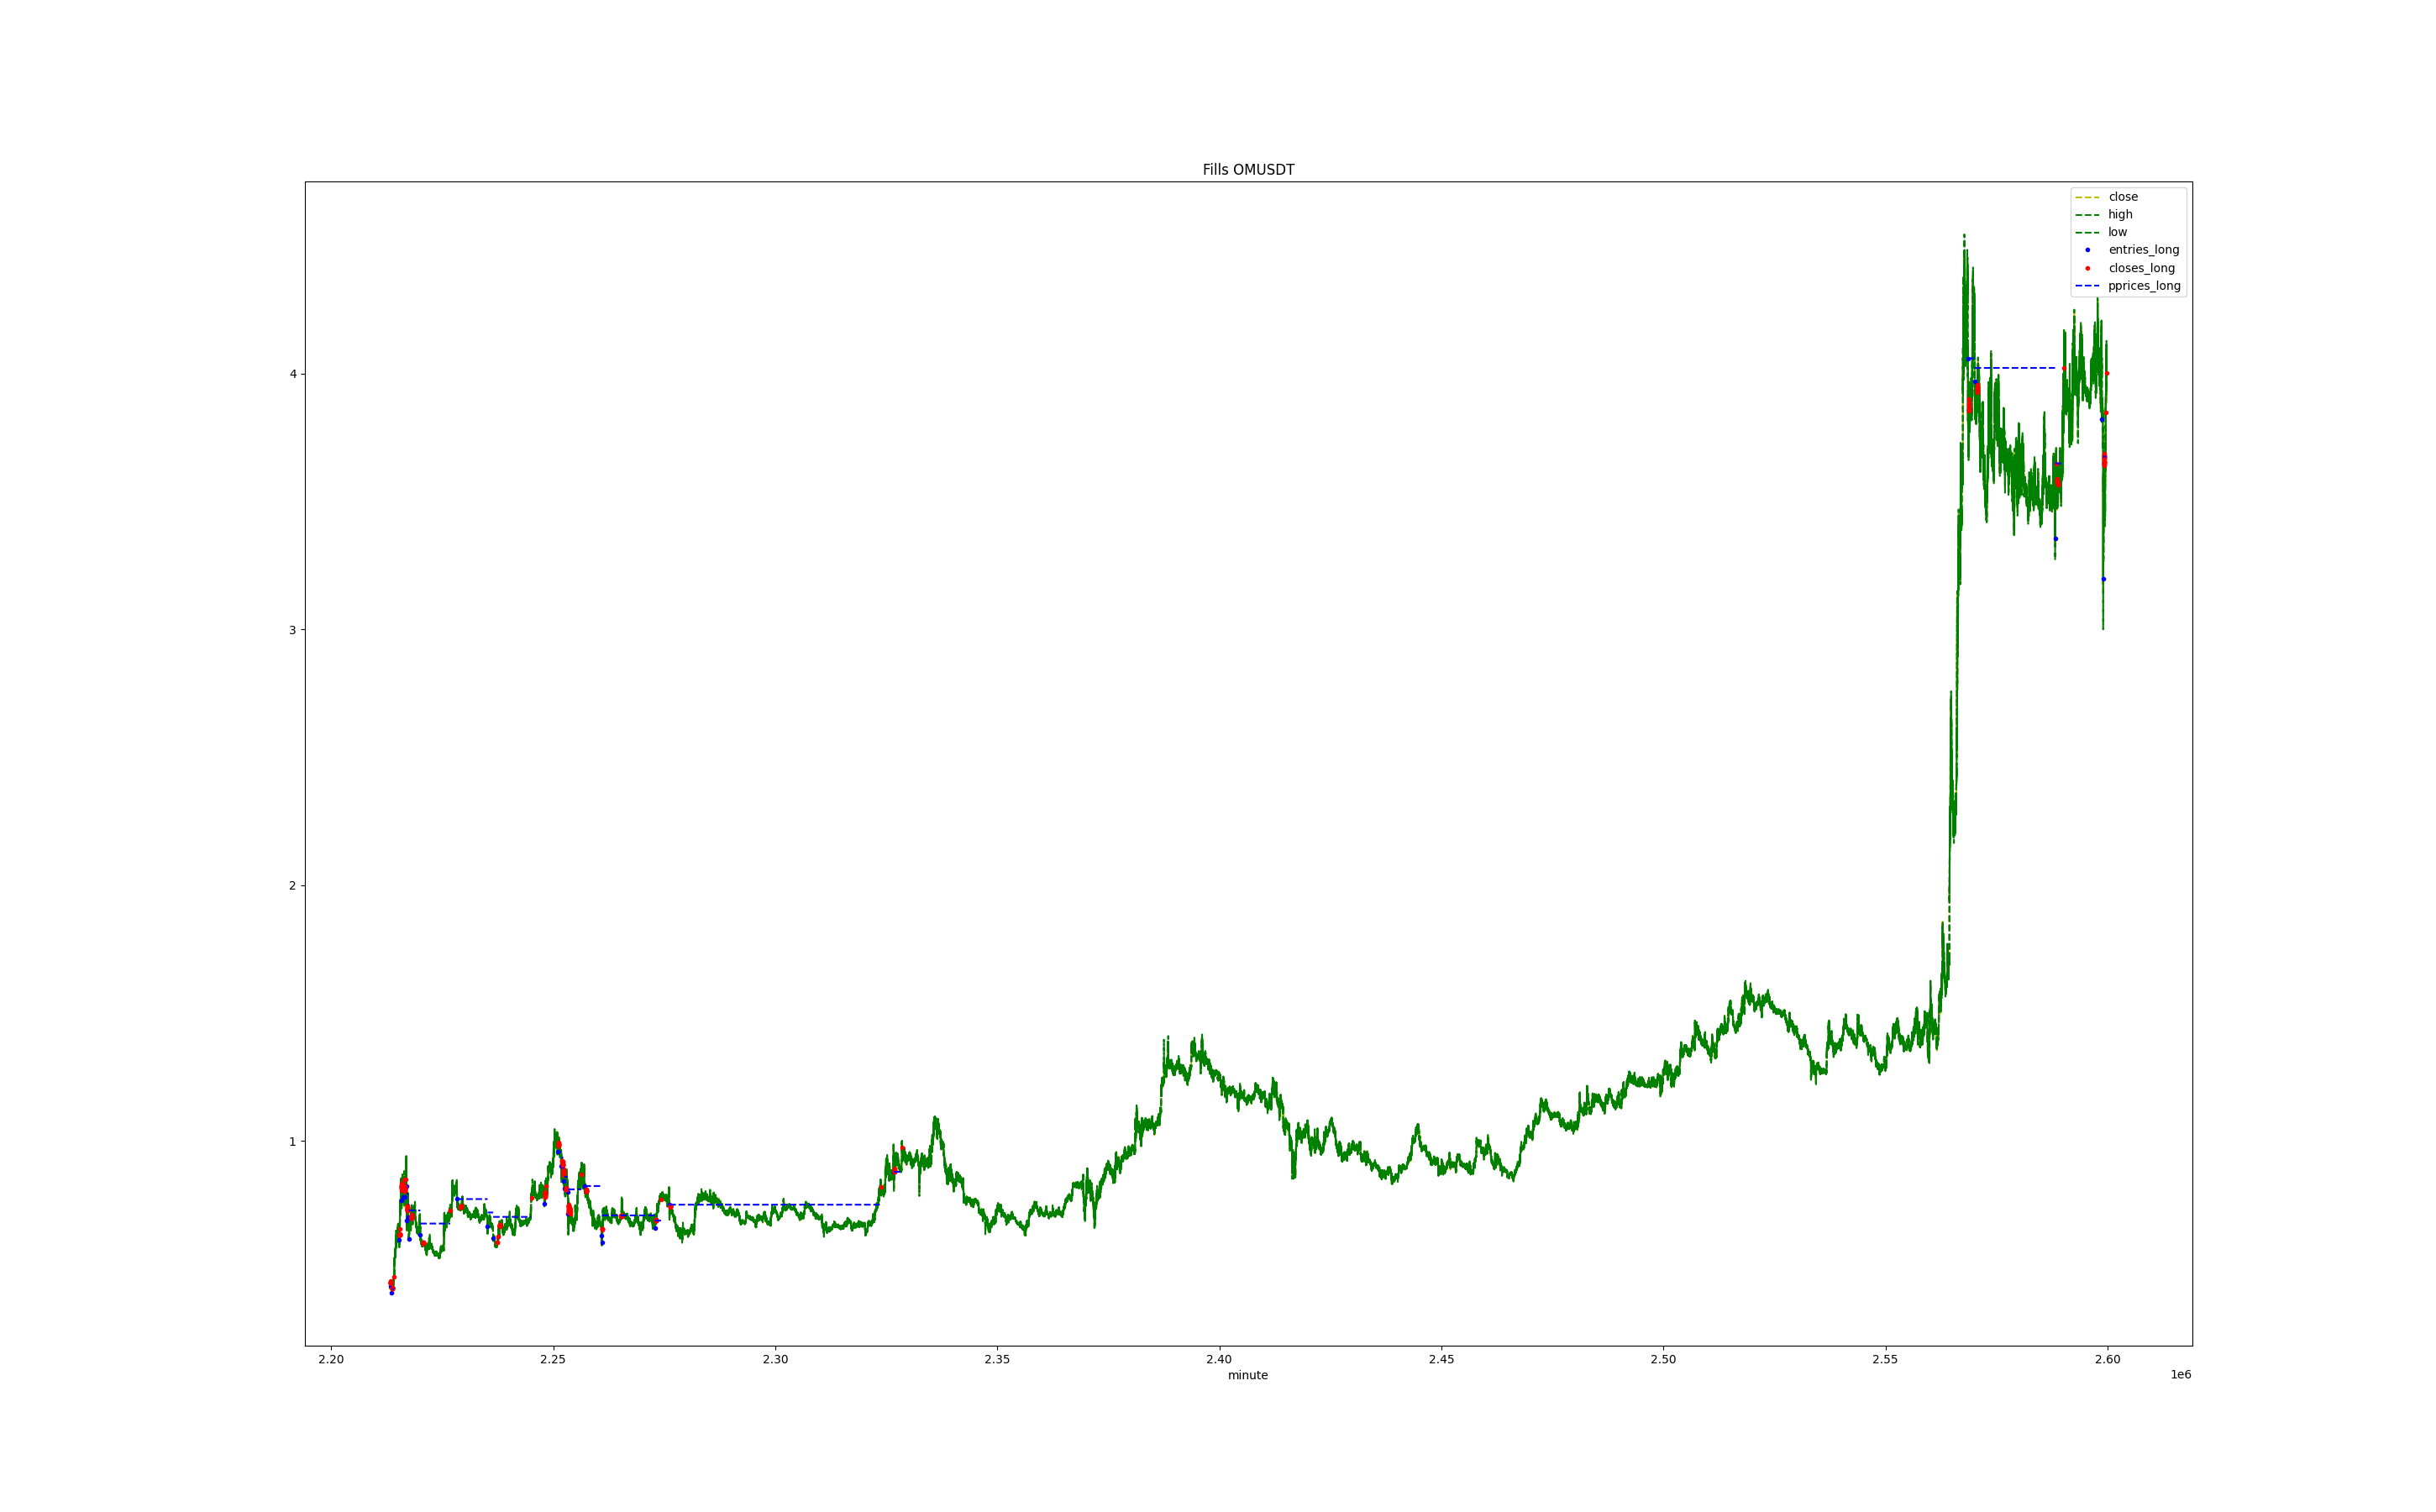 Fills OMUSDT
close
high
low
entries_long
closes_long
pprices_long
4
3
2
1
2.20 2.25 2.30 2.35 2.40 2.45 2.50 2.55 2.60
minute 1e6